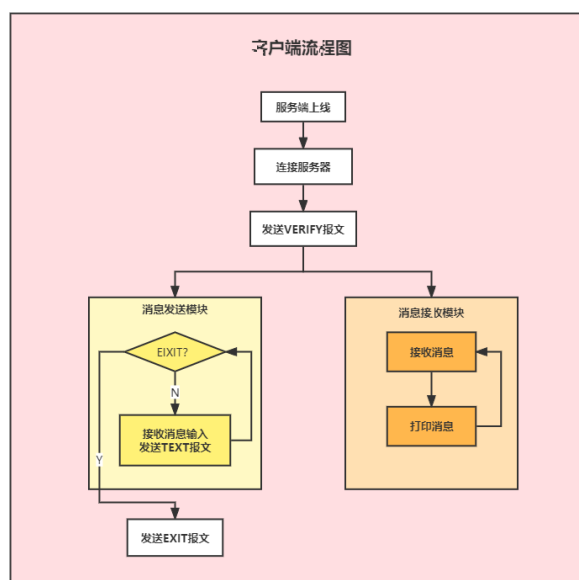 客户端流程图
服务端上线
连接服务器
发送VERIFY报文
消息发送模块
消息接收模块
EIXIT?
接收消息
N
接收消息输入
发送TEXT报文
打印消息
Y
发送EXIT报文